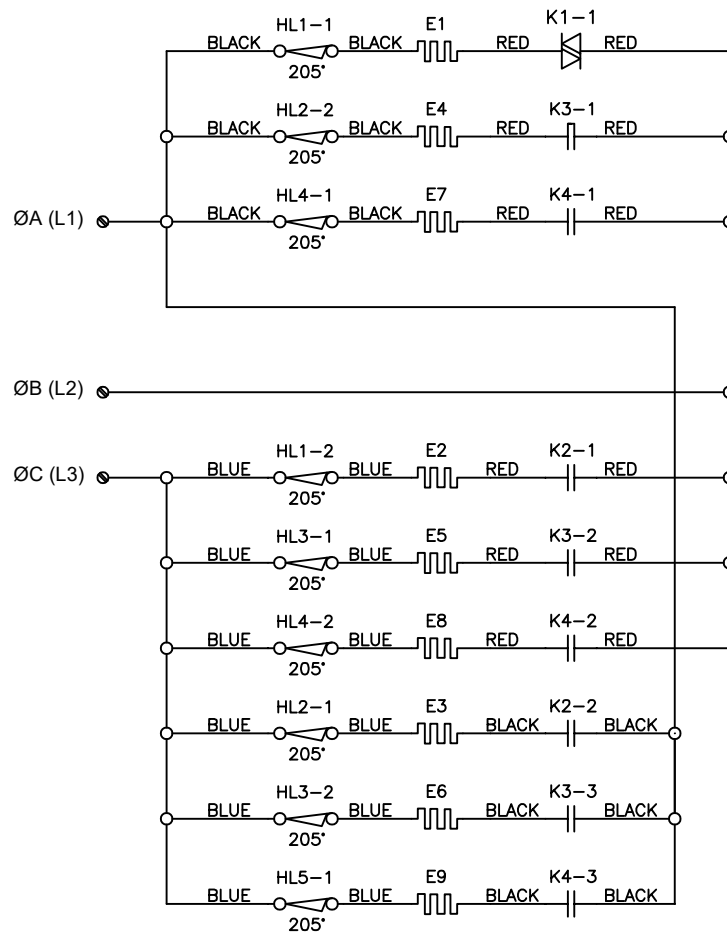 HL1-1 E1 K1-1
BLACK BLACK RED RED
205°
HL2-2 E4 K3-1
BLACK BLACK RED RED
205°
HL4-1 E7 K4-1
ØA (L1) BLACK BLACK RED RED
205°
ØB (L2)
HL1-2 E2 K2-1
ØC (L3) BLUE BLUE RED RED
205°
HL3-1 E5 K3-2
BLUE BLUE RED RED
205°
HL4-2 E8 K4-2
BLUE BLUE RED RED
205°
HL2-1 E3 K2-2
BLUE BLUE BLACK BLACK
205°
HL3-2 E6 K3-3
BLUE BLUE BLACK BLACK
205°
HL5-1 E9 K4-3
BLUE BLUE BLACK BLACK
205°